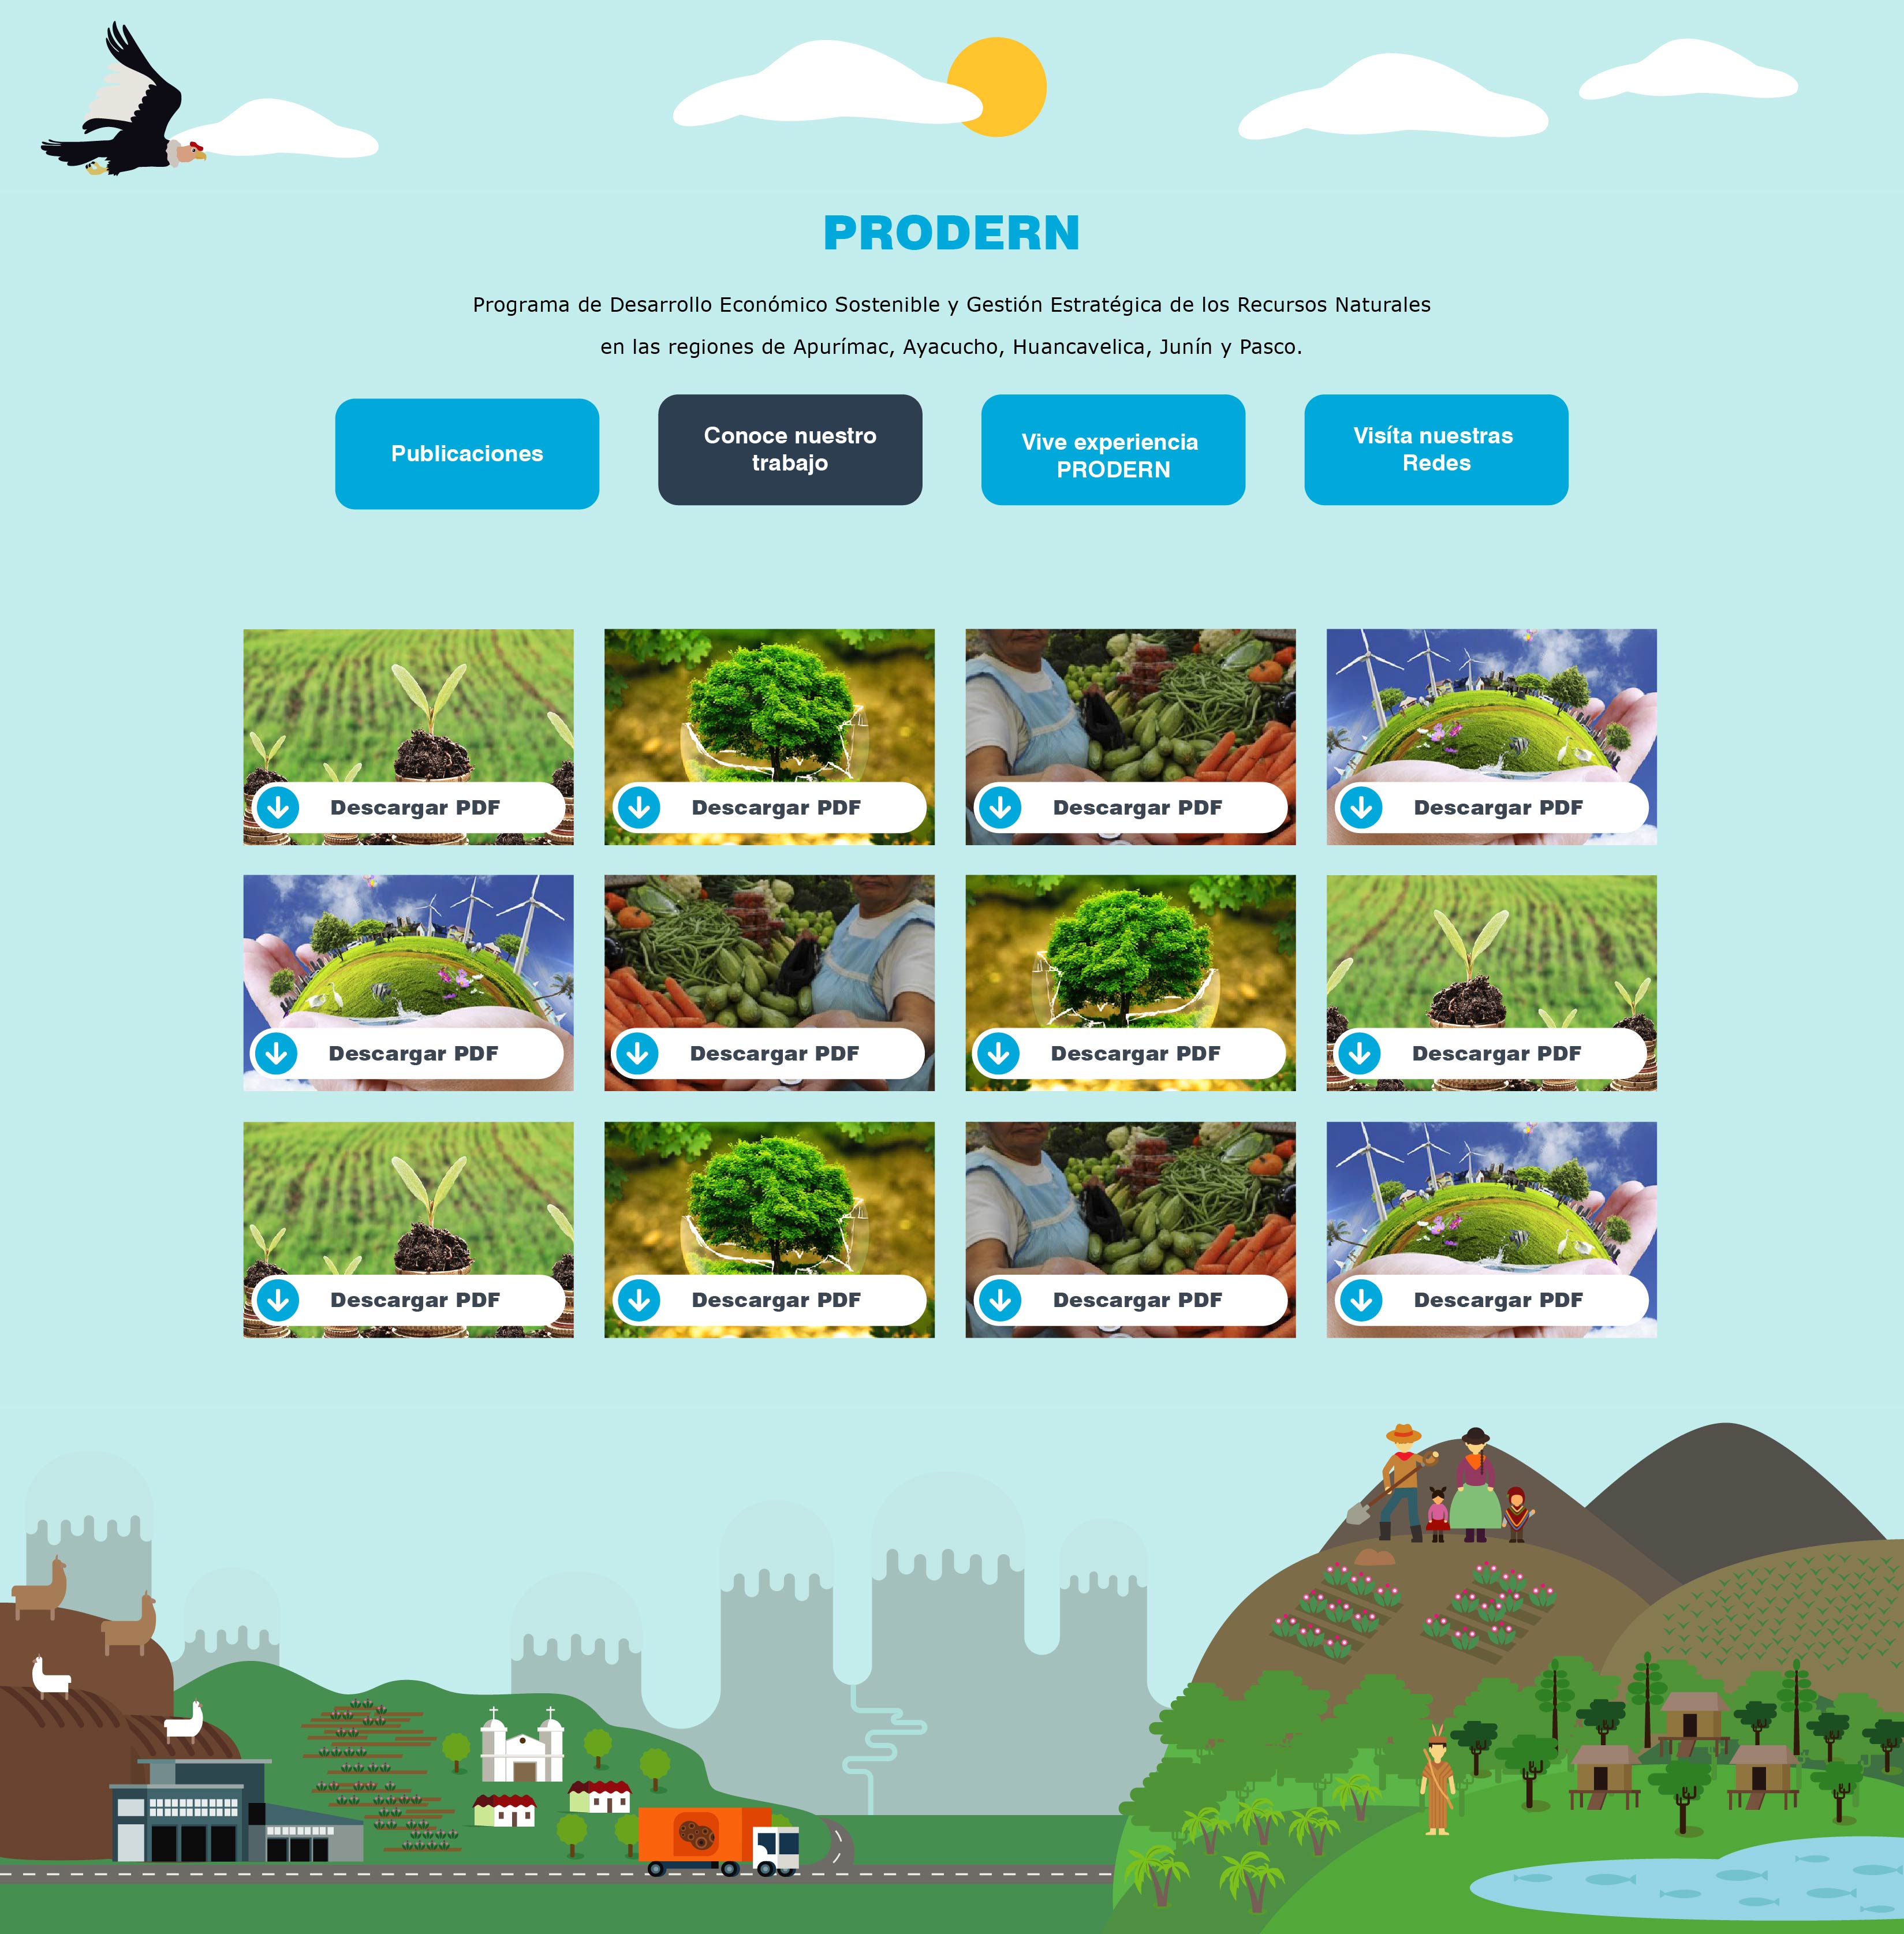 PRODERN
Programa de Desarrollo Económico Sostenible y Gestión Estratégica de los Recursos Naturales
en las regiones de Apurímac, Ayacucho, Huancavelica, Junín y Pasco.
Publicaciones
Conoce nuestro
trabajo
Vive experiencia
PRODERN
Visíta nuestras
Redes
Descargar PDF
Descargar PDF
Descargar PDF
Descargar PDF
Descargar PDF
Descargar PDF
Descargar PDF
Descargar PDF
Descargar PDF
Descargar PDF
Descargar PDF
Descargar PDF